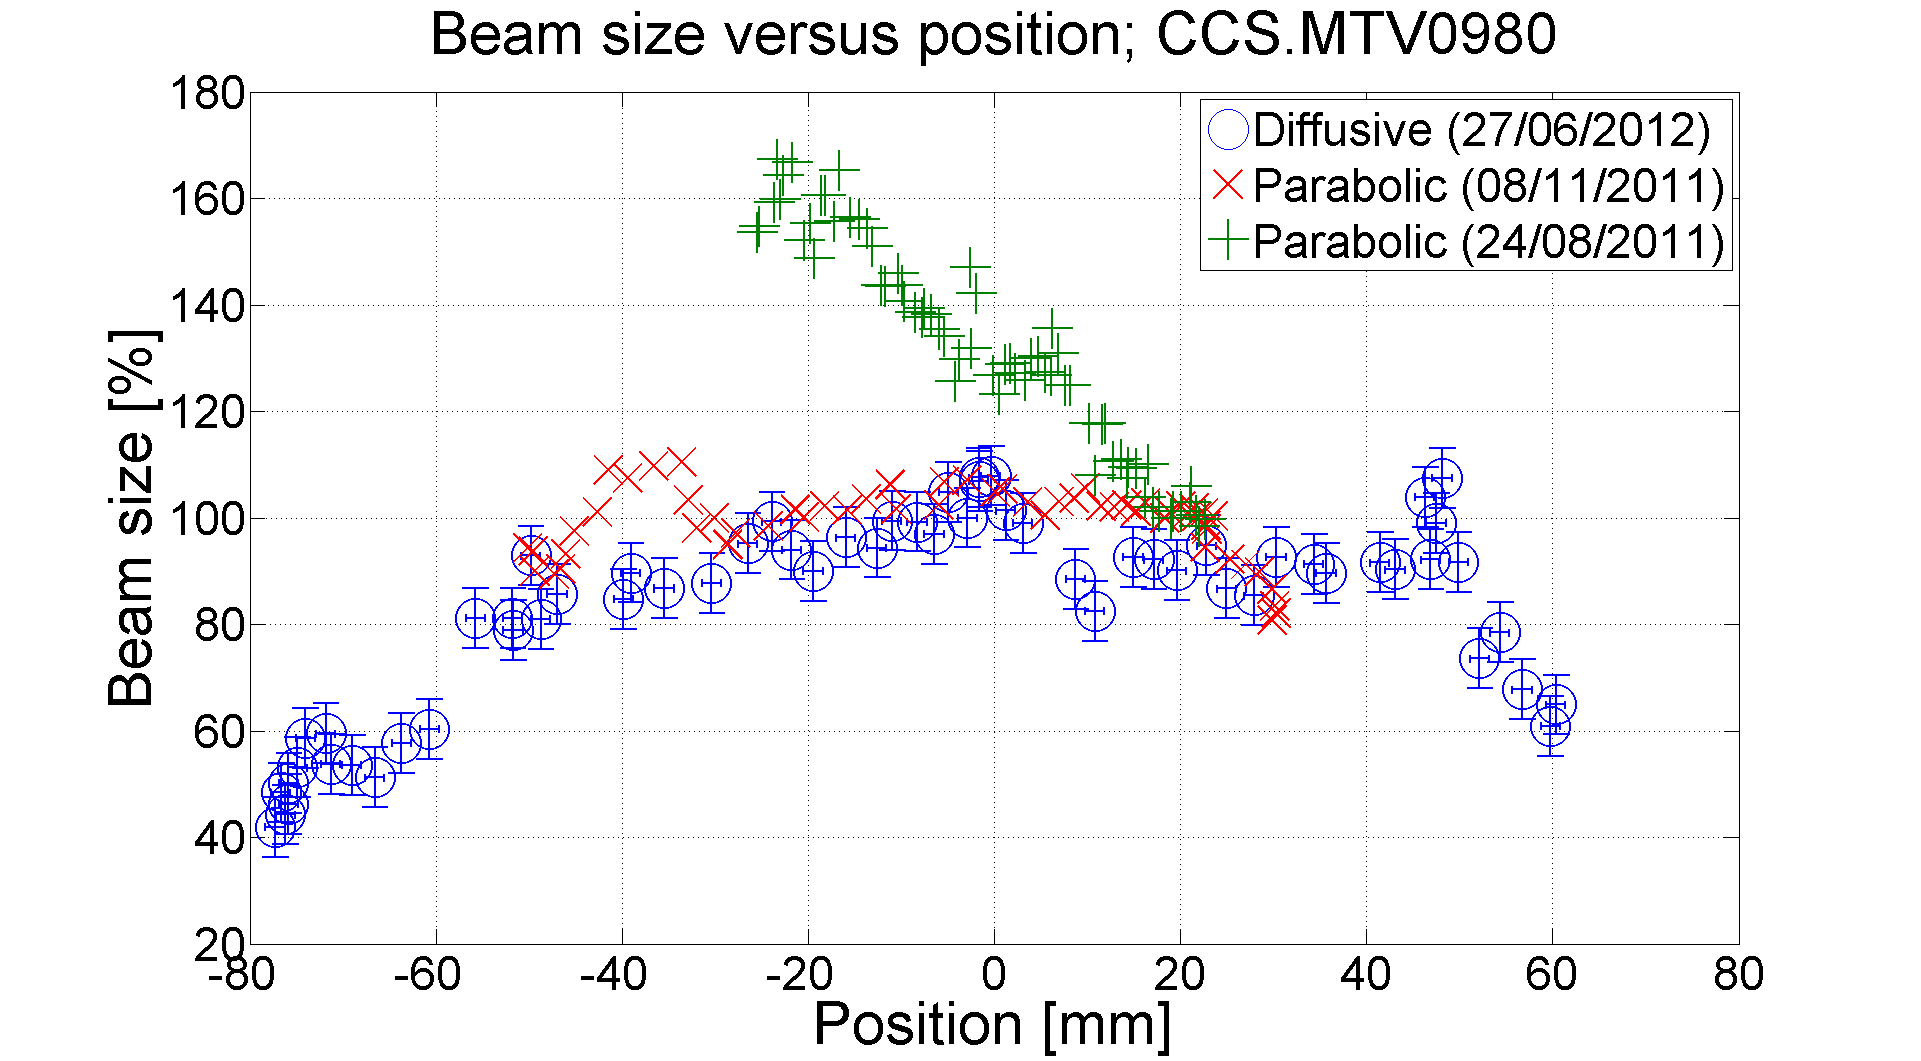 Beam size versus position; CCS.MTV0980
180
160
140
120
100
80
60
40
20
Beam size [%]
Diffusive (27/06/2012)
Parabolic (08/11/2011)
Parabolic (24/08/2011)
-80 -60 -40 -20 0 20 40 60 80
Position [mm]